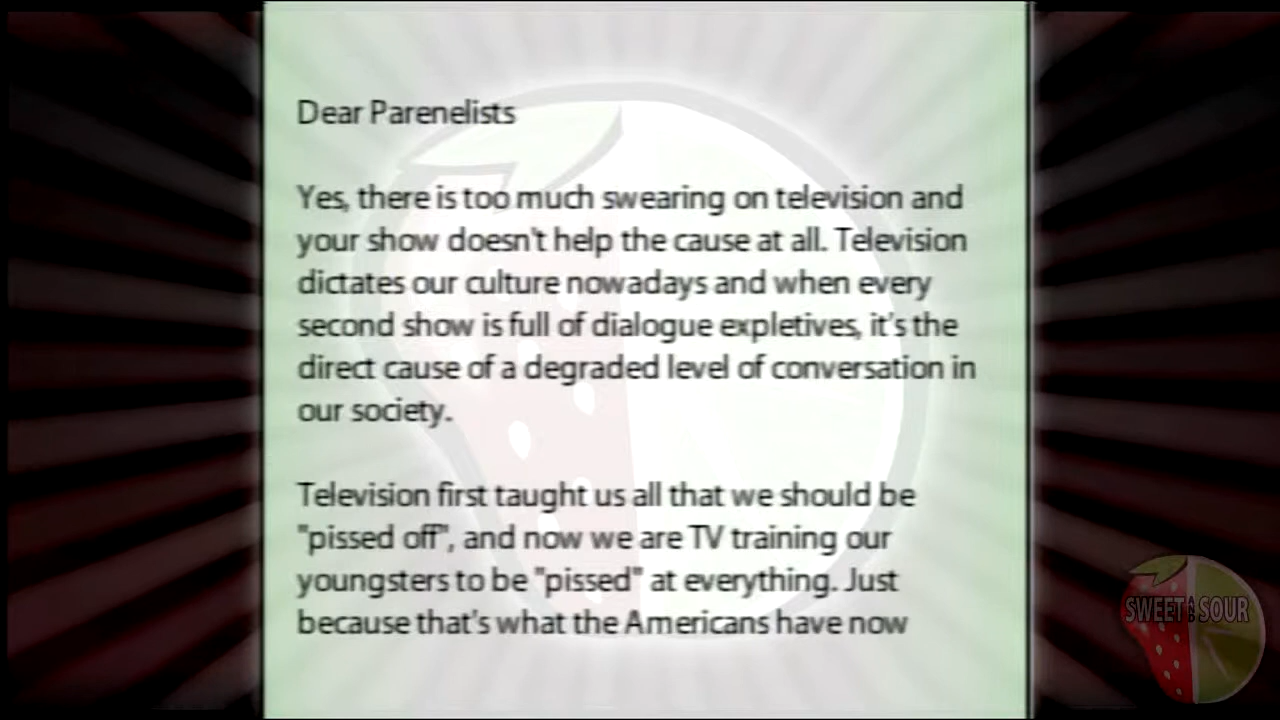 Dear Parenelists
Yes, there is too much swearing on television and
your show doesn't help the cause at all. Television
dictates our culture nowadays and when every
second show is full of dialogue expletives, it's the
direct cause of a degraded level of conversation in
our society.
Television first taught us all that we should be
"pissed off", and now we are TV training our
youngsters to be "pissed" at everything. Just
because that's what the Americans have now
SWEET SOUR